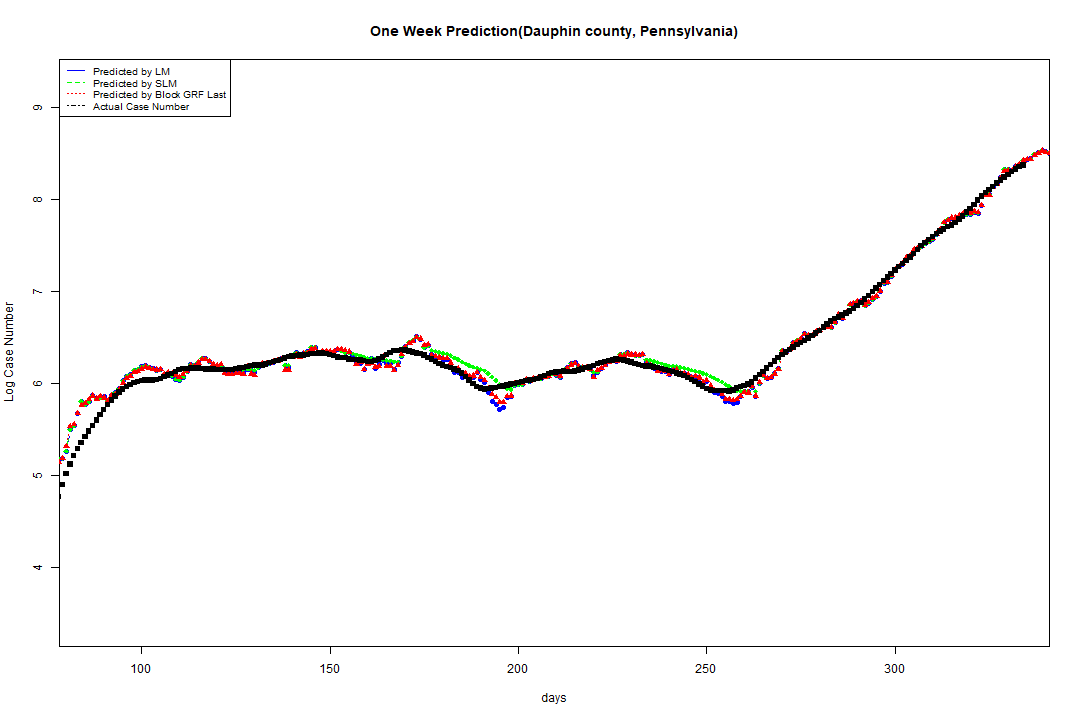 One Week Prediction(Dauphin county, Pennsylvania)
Predicted by LM
Predicted by SLM
Predicted by Block GRF Last
Actual Case Number
9
8
7
6
5
4
Log Case Number
100 150 200 250 300
days